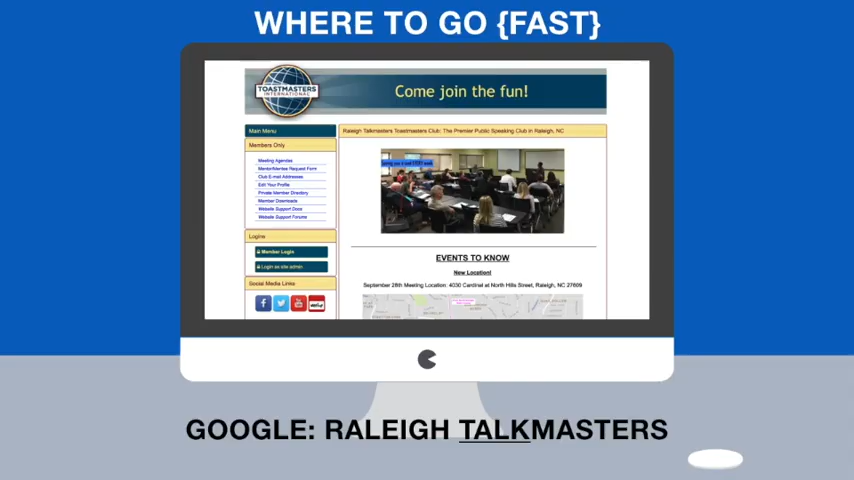 WHERE TO GO {FAST}
TOASTMASTERS
INTERNATIONAL
Come join the fun!
Main Menu
Raleigh Talkmasters Toastmasters Club: The Premier Public Speaking Club in Raleigh, NC
Members Only
Meeting Agendas
Mentor/Mentee Request Form
Club E-mail Addresses
Edit Your Profile
Private Member Directory
Member Downloads
Website Support Docs
Website Support Forums
Logins
Member Login
Login as site admin
Social Media Links
EVENTS TO KNOW
New Location!
September 28th Meeting Location: 4030 Cardinal at North Hills Street, Raleigh, NC 27609
GOOGLE: RALEIGH TALKMASTERS